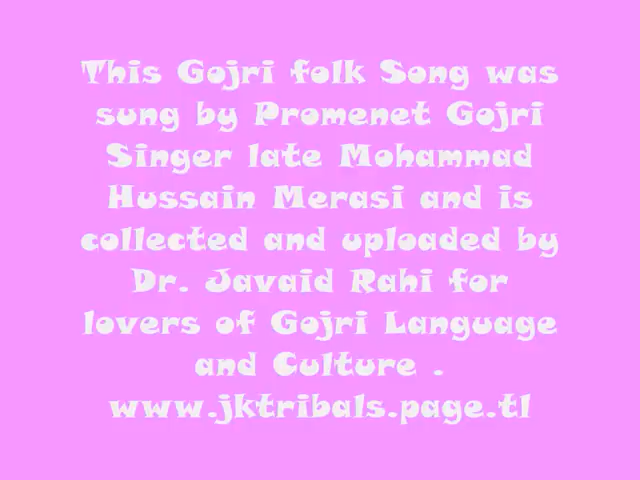 This Gojri folk Song was
sung by Promenet Gojri
Singer late Mohammad
Hussain Merasi and is
collected and uploaded by
Dr. Javaid Rahi for
lovers of Gojri Language
and Culture .
www.jktribals.page.tl